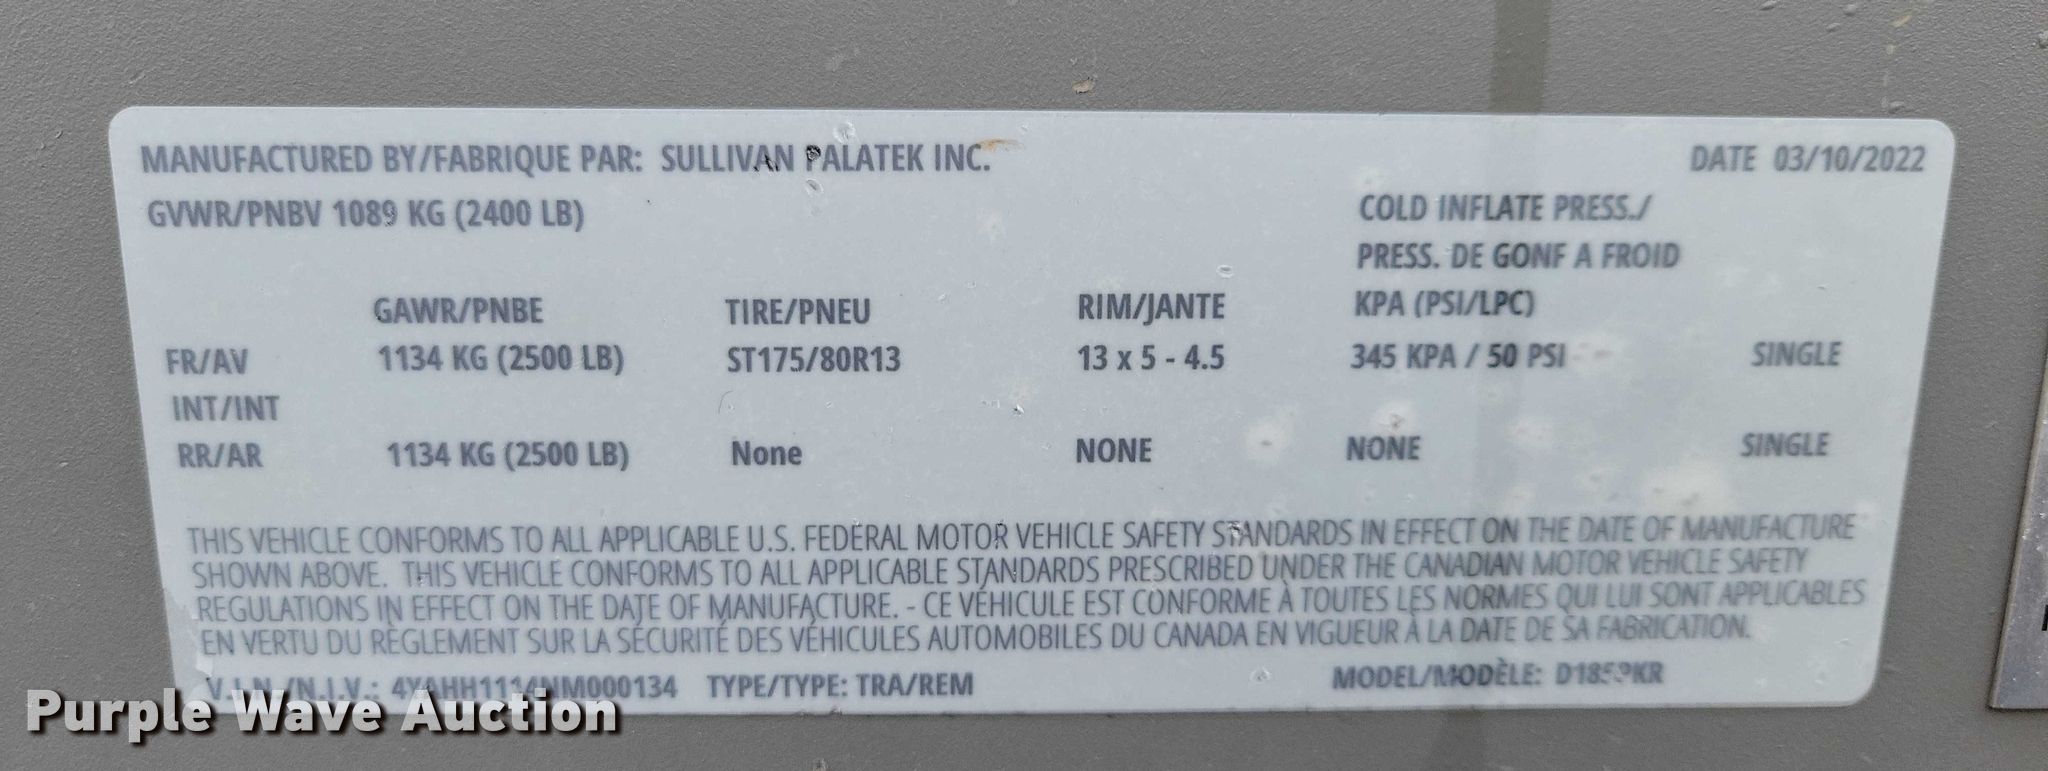 MANUFACTURED BY/FABRIQUE PAR: SULLIVAN PALATEK INC. DATE 03/10/2022
GVWR/PNBV 1089 KG (2400 LB) COLD INFLATE PRESS./
PRESS. DE GONF A FROID
GAWR/PNBE TIRE/PNEU RIM/JANTE KPA (PSI/LPC)
FR/AV 1134 KG (2500 LB) ST175/80R13 13 x 5 - 4.5 345 KPA / 50 PSI SINGLE
INT/INT
RR/AR 1134 KG (2500 LB) None NONE NONE SINGLE
THIS VEHICLE CONFORMS TO ALL APPLICABLE U.S. FEDERAL MOTOR VEHICLE SAFETY STANDARDS IN EFFECT ON THE DATE OF MANUFACTURE
SHOWN ABOVE. THIS VEHICLE CONFORMS TO ALL APPLICABLE STANDARDS PRESCRIBED UNDER THE CANADIAN MOTOR VEHICLE SAFETY
REGULATIONS IN EFFECT ON THE DATE OF MANUFACTURE. - CE VÉHICULE EST CONFORME À TOUTES LES NORMES QUI LUI SONT APPLICABLES
EN VERTU DU RÈGLEMENT SUR LA SÉCURITÉ DES VÉHICULES AUTOMOBILES DU CANADA EN VIGUEUR À LA DATE DE SA FABRICATION.
V.I.N./N.I.V.: 4YAHH1114NM000134 TYPE/TYPE: TRA/REM MODEL/MODÈLE:
Purple Wave Auction